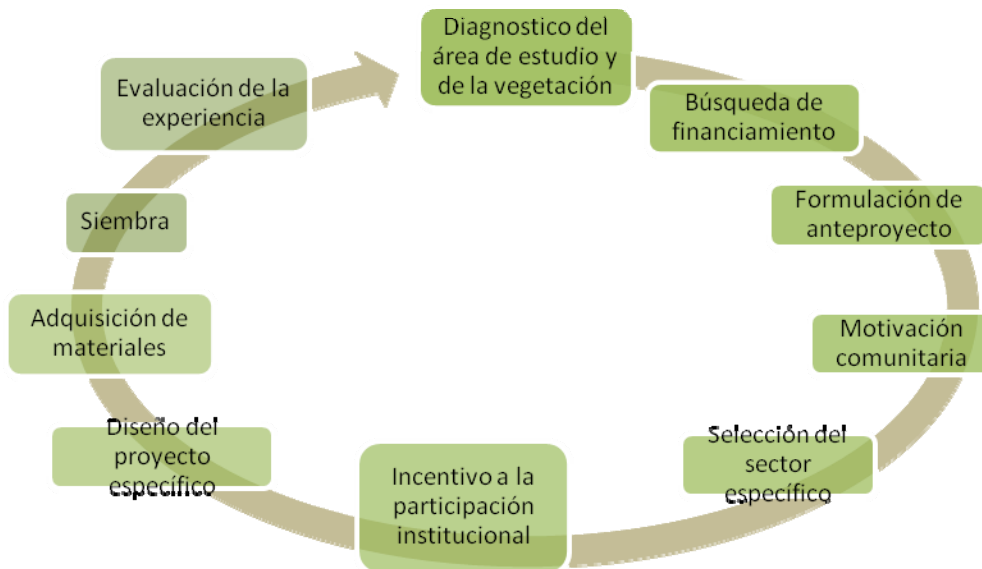 Diagnostico del
área de estudio y
de la vegetación
Búsqueda de
financiamiento
Formulación de
anteproyecto
Motivación
comunitaria
Selección del
sector
específico
Incentivo a la
participación
institucional
Diseño del
proyecto
específico
Adquisición de
materiales
Siembra
Evaluación de la
experiencia